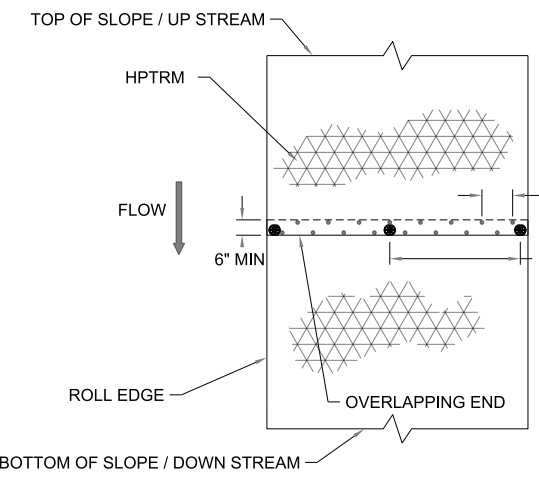 TOP OF SLOPE / UP STREAM
HPTRM
FLOW
6" MIN
ROLL EDGE
OVERLAPPING END
BOTTOM OF SLOPE / DOWN STREAM